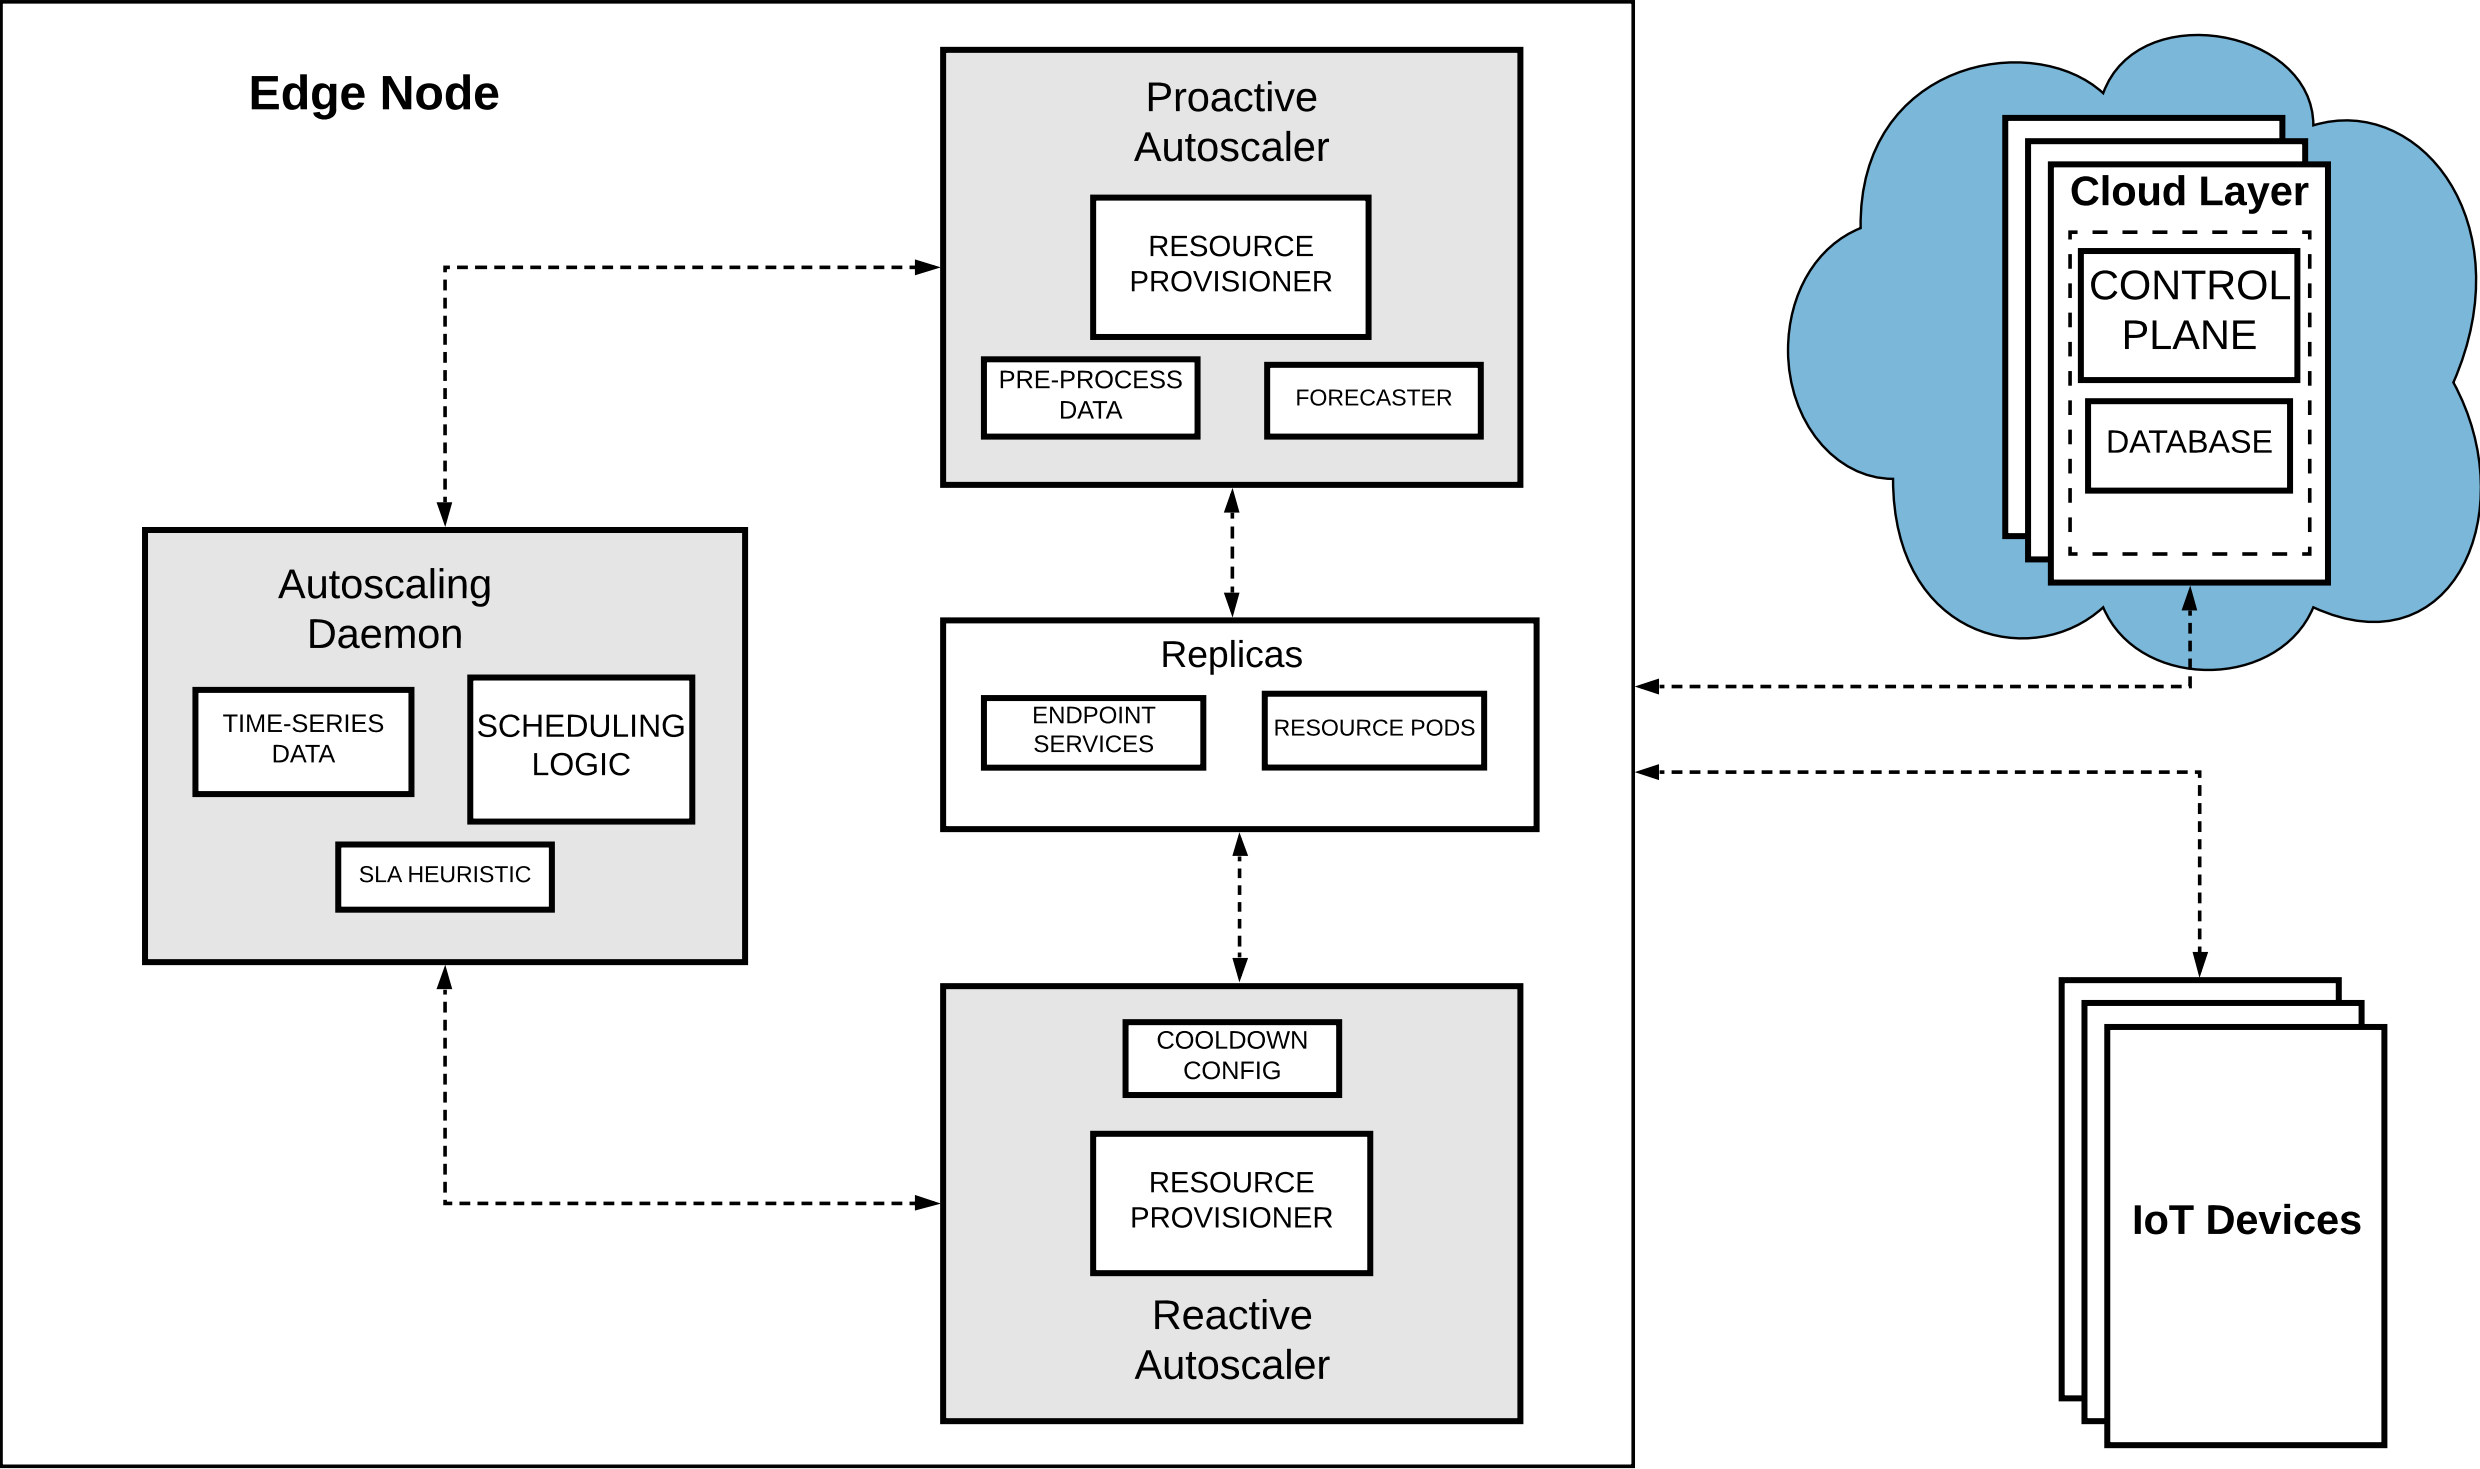 Edge Node
Proactive
Autoscaler
RESOURCE
PROVISIONER
PRE-PROCESS
DATA
FORECASTER
Autoscaling
Daemon
TIME-SERIES
DATA
SCHEDULING
LOGIC
SLA HEURISTIC
Replicas
ENDPOINT
SERVICES
RESOURCE PODS
COOLDOWN
CONFIG
RESOURCE
PROVISIONER
Reactive
Autoscaler
Cloud Layer
CONTROL
PLANE
DATABASE
IoT Devices